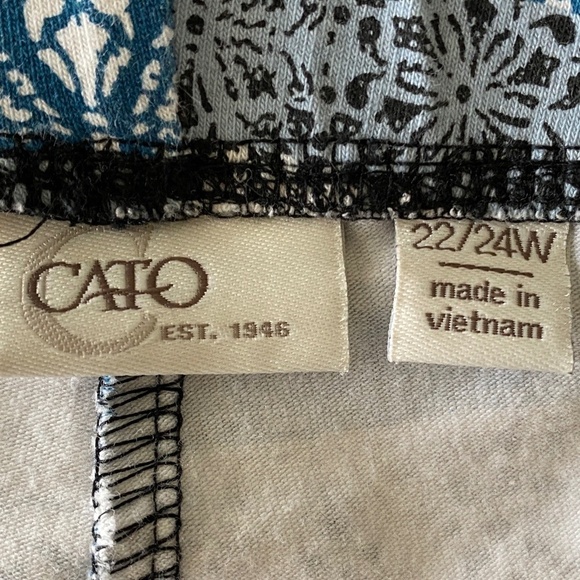 CATO
EST. 1946
22/24W
made in
vietnam